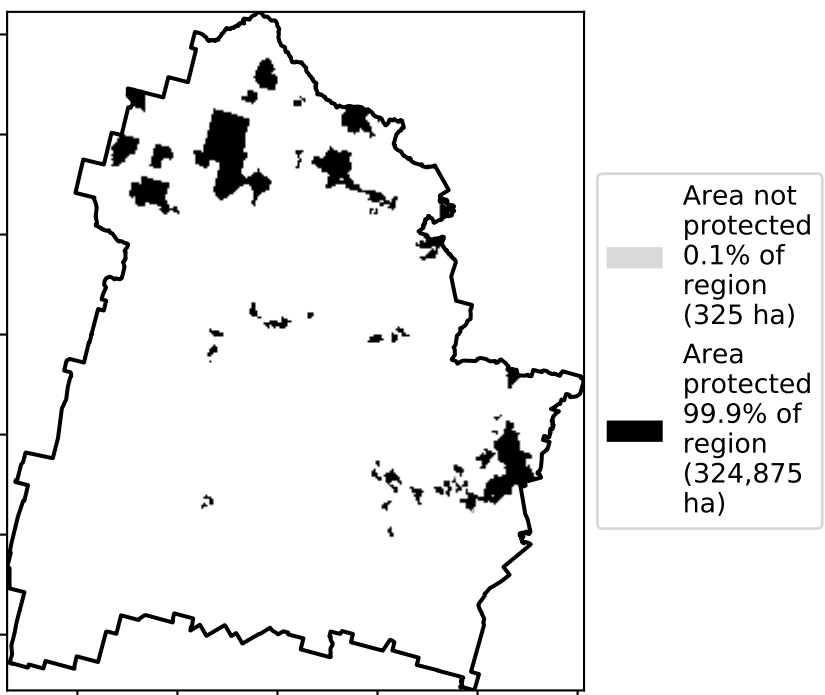 Area not
protected
0.1% of
region
(325 ha)
Area
protected
99.9% of
region
(324,875
ha)